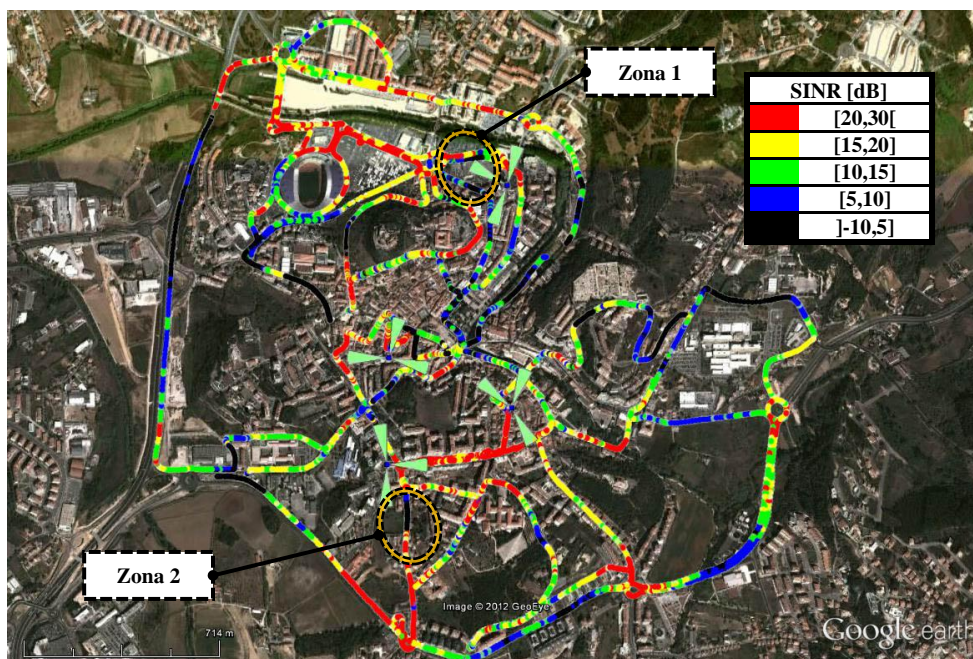 Zona 1
SINR [dB]
[20,30[
[15,20]
[10,15]
[5,10]
]-10,5]
Zona 2
Image © 2012 GeoEye
714 m
Google earth